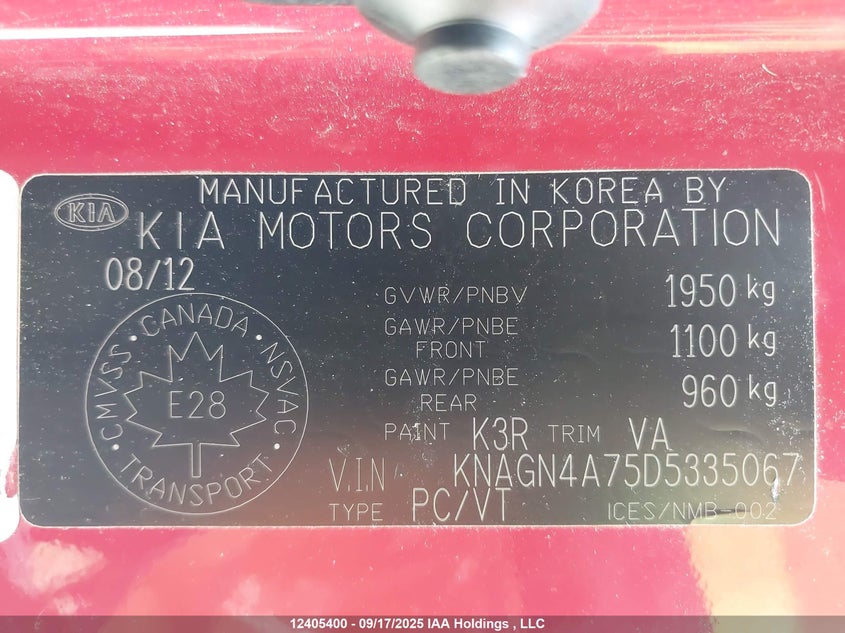 MANUFACTURED IN KOREA BY
KIA
KIA MOTORS CORPORATION
08/12
GVWR/PNBV 1950 kg
GAWR/PNBE FRONT 1100 kg
GAWR/PNBE REAR 960 kg
CMVSS · CANADA · NSVAC · TRANSPORT ·
E28
PAINT K3R TRIM VA
V.I.N KNAGN4A75D5335067
TYPE PC/VT ICES/NMB-002
12405400 - 09/17/2025 IAA Holdings , LLC